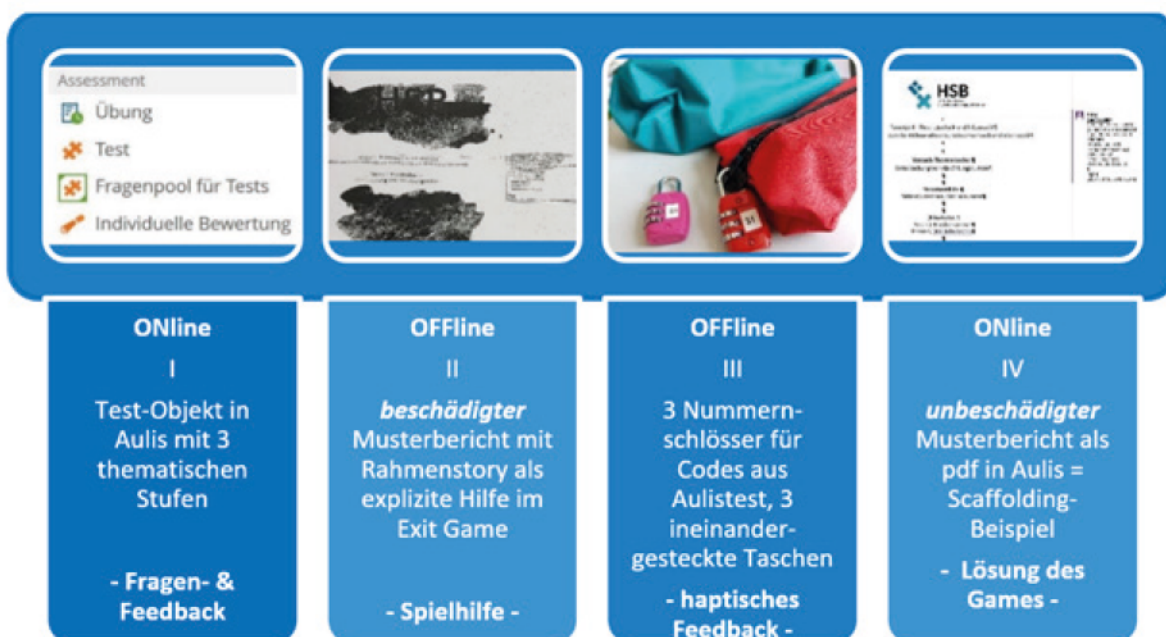 Assessment
Übung
Test
Fragenpool für Tests
Individuelle Bewertung
HSB
HSB
ONline
I
Test-Objekt in
Aulis mit 3
thematischen
Stufen
- Fragen- &
Feedback
OFFline
II
beschädigter
Musterbericht mit
Rahmenstory als
explizite Hilfe im
Exit Game
- Spielhilfe -
OFFline
III
3 Nummern-
schlösser für
Codes aus
Aulistest, 3
ineinander-
gesteckte Taschen
- haptisches
Feedback -
ONline
IV
unbeschädigter
Musterbericht als
pdf in Aulis =
Scaffolding-
Beispiel
- Lösung des
Games -